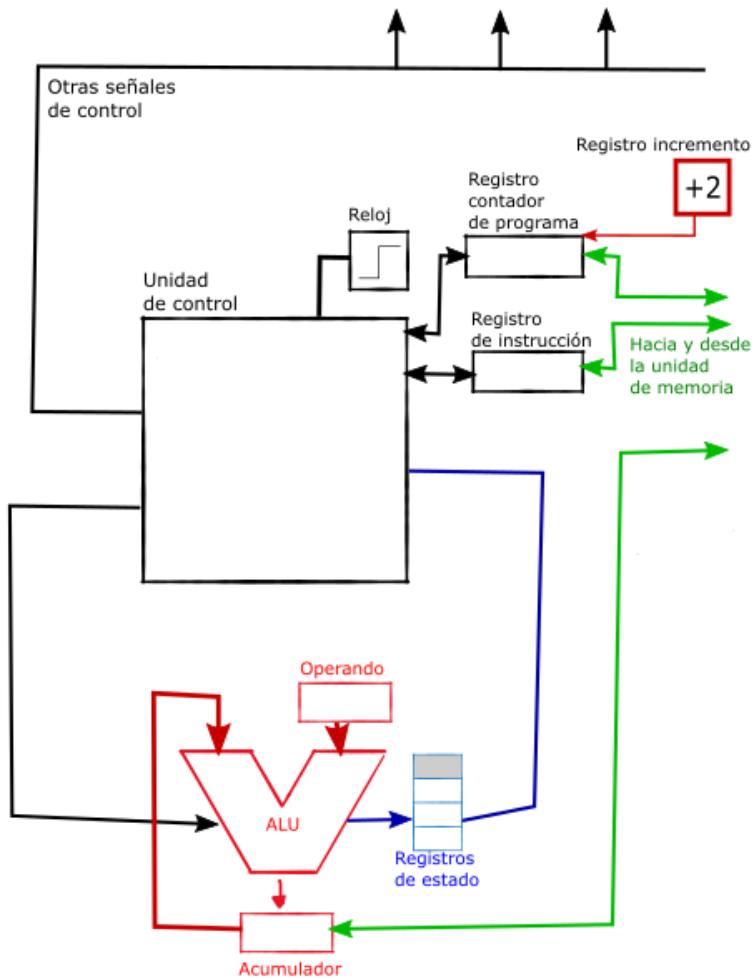 Otras señales
de control
Registro incremento
+2
Registro
contador
de programa
Reloj
Unidad
de control
Registro
de instrucción
Hacia y desde
la unidad
de memoria
Operando
ALU
Registros
de estado
Acumulador